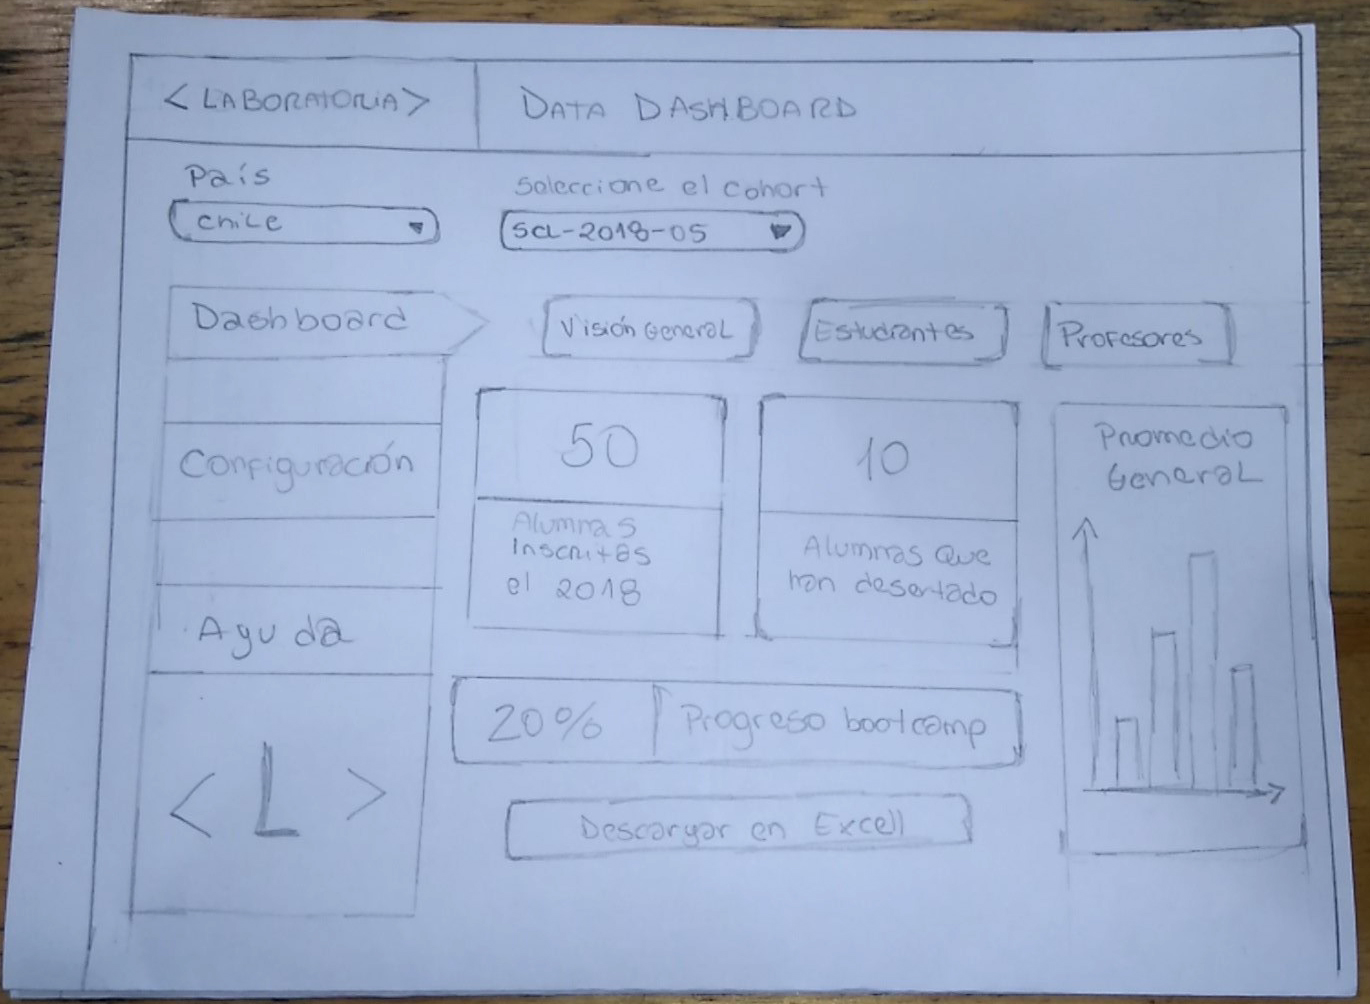 <LABORATORIA>
DATA DASHBOARD
País
Chile
Seleccione el cohort
scl-2018-05
Dashboard
Visión General
Estudiantes
Profesores
Configuración
Ayuda
<L>
50
Alumnas
Inscritas
el 2018
10
Alumnas que
han desertado
Promedio
General
20%
Progreso bootcamp
Descargar en Excell